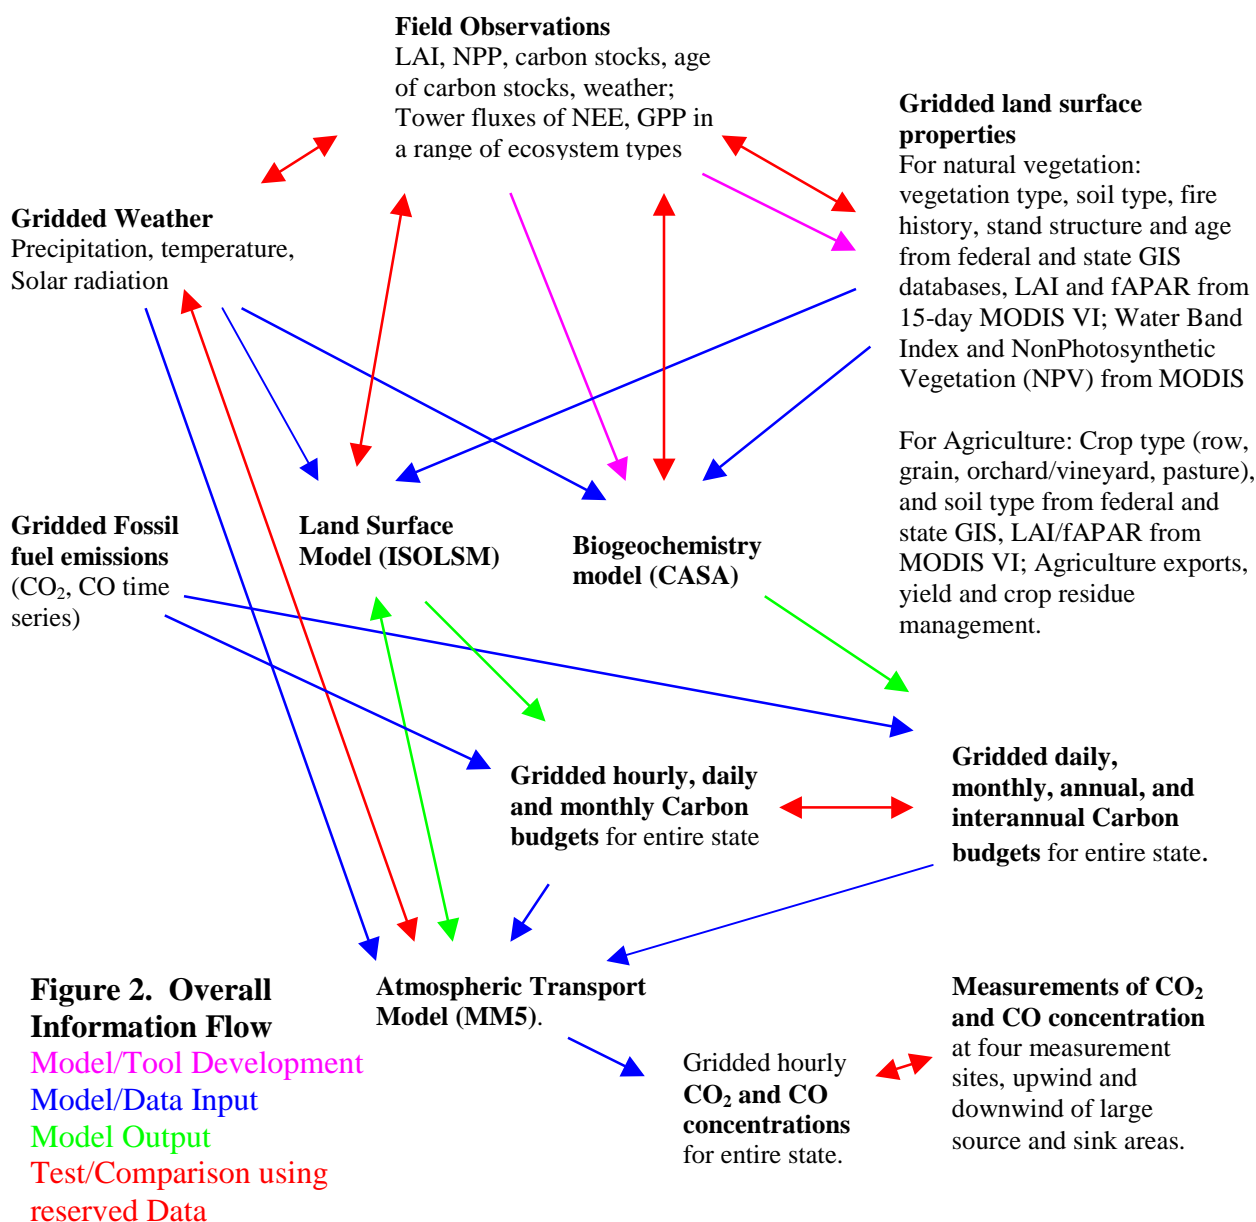 Field Observations
LAI, NPP, carbon stocks, age
of carbon stocks, weather;
Tower fluxes of NEE, GPP in
a range of ecosystem types
Gridded land surface
properties
For natural vegetation:
vegetation type, soil type, fire
history, stand structure and age
from federal and state GIS
databases, LAI and fAPAR from
15-day MODIS VI; Water Band
Index and NonPhotosynthetic
Vegetation (NPV) from MODIS
For Agriculture: Crop type (row,
grain, orchard/vineyard, pasture),
and soil type from federal and
state GIS, LAI/fAPAR from
MODIS VI; Agriculture exports,
yield and crop residue
management.
Gridded Weather
Precipitation, temperature,
Solar radiation
Gridded Fossil
fuel emissions
(CO₂, CO time
series)
Land Surface
Model (ISOLSM)
Biogeochemistry
model (CASA)
Gridded hourly, daily
and monthly Carbon
budgets for entire state
Gridded daily,
monthly, annual, and
interannual Carbon
budgets for entire state.
Atmospheric Transport
Model (MM5).
Gridded hourly
CO₂ and CO
concentrations
for entire state.
Measurements of CO₂
and CO concentration
at four measurement
sites, upwind and
downwind of large
source and sink areas.
Figure 2. Overall
Information Flow
Model/Tool Development
Model/Data Input
Model Output
Test/Comparison using
reserved Data